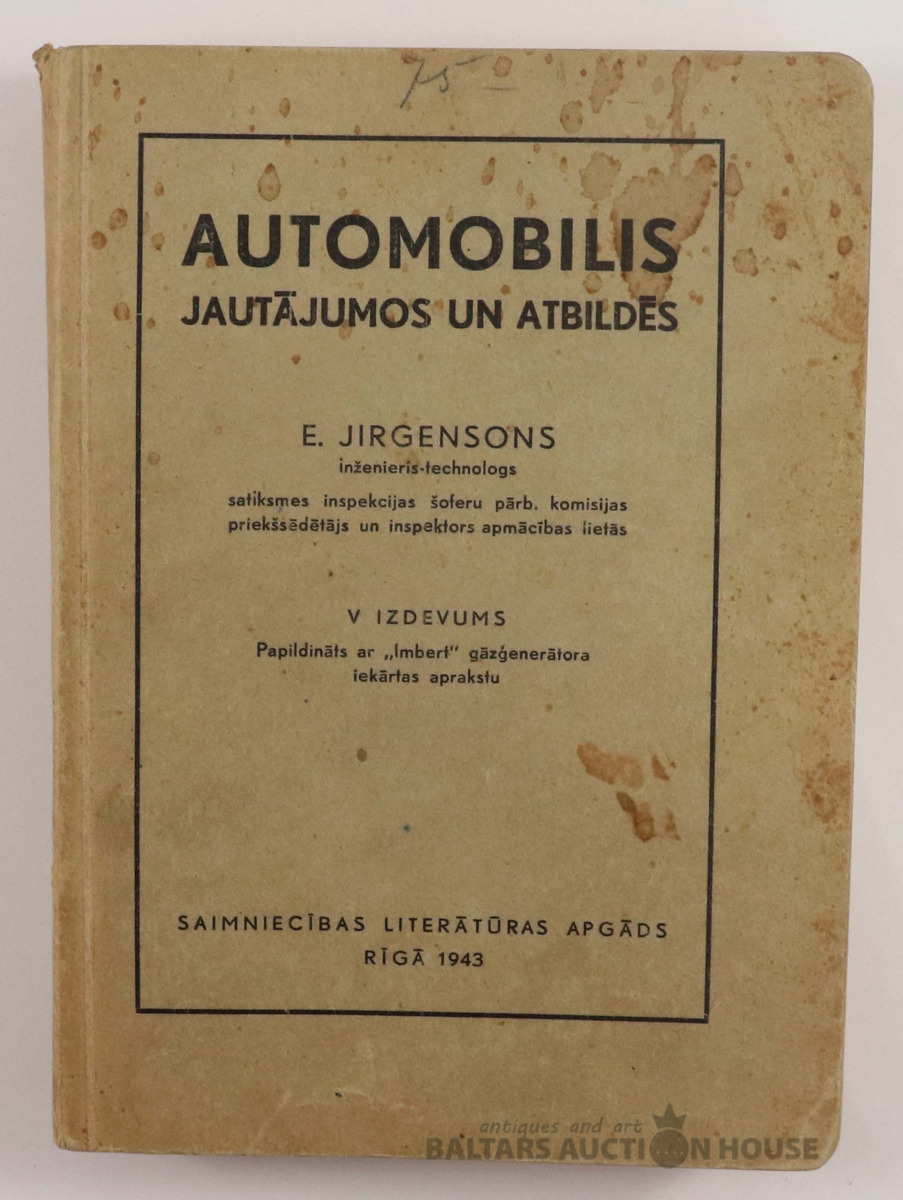 75 —
AUTOMOBILIS
JAUTĀJUMOS UN ATBILDĒS
E. JIRGENSONS
inženieris-technologs
satiksmes inspekcijas šoferu pārb. komisijas
priekšsēdētājs un inspektors apmācības lietās
V IZDEVUMS
Papildināts ar „Imbert" gāzģenerātora
iekārtas aprakstu
SAIMNIECĪBAS LITERĀTŪRAS APGĀDS
RĪGĀ 1943
antiques and art
BALTARS AUCTION HOUSE